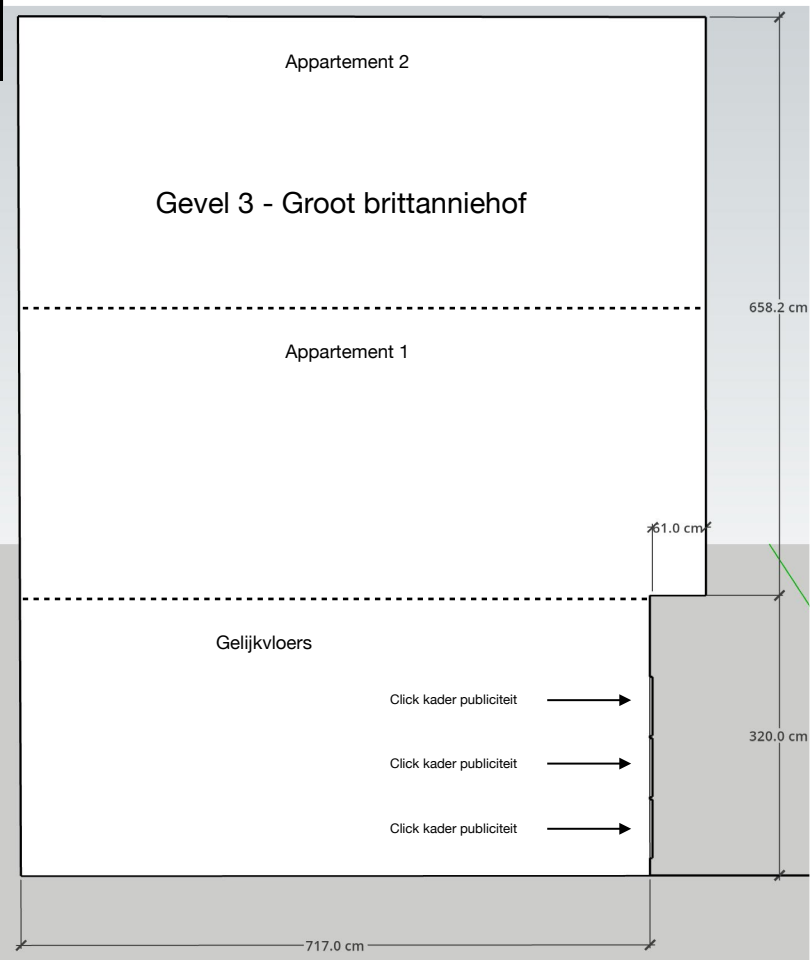 Appartement 2
Gevel 3 - Groot brittanniehof
658.2 cm
Appartement 1
61.0 cm
Gelijkvloers
Click kader publiciteit
320.0 cm
Click kader publiciteit
Click kader publiciteit
717.0 cm